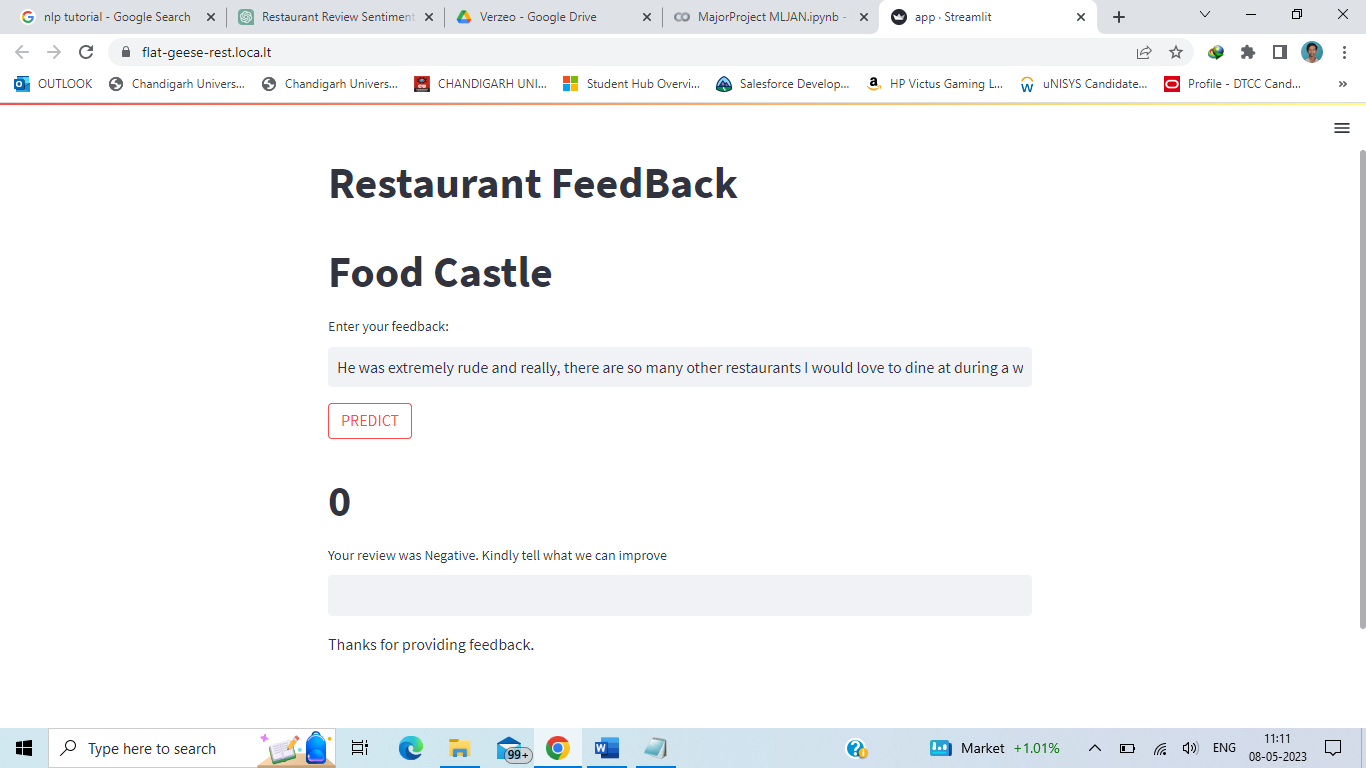 nlp tutorial - Google Search
Restaurant Review Sentiment
Verzeo - Google Drive
MajorProject MLJAN.ipynb -
app · Streamlit
flat-geese-rest.loca.lt
OUTLOOK
Chandigarh Univers...
Chandigarh Univers...
CHANDIGARH UNI...
Student Hub Overvi...
Salesforce Develop...
HP Victus Gaming L...
uNISYS Candidate...
Profile - DTCC Cand...
»
Restaurant FeedBack
Food Castle
Enter your feedback:
He was extremely rude and really, there are so many other restaurants I would love to dine at during a w
PREDICT
0
Your review was Negative. Kindly tell what we can improve
Thanks for providing feedback.
Type here to search
99+
Market +1.01%
ENG
11:11
08-05-2023